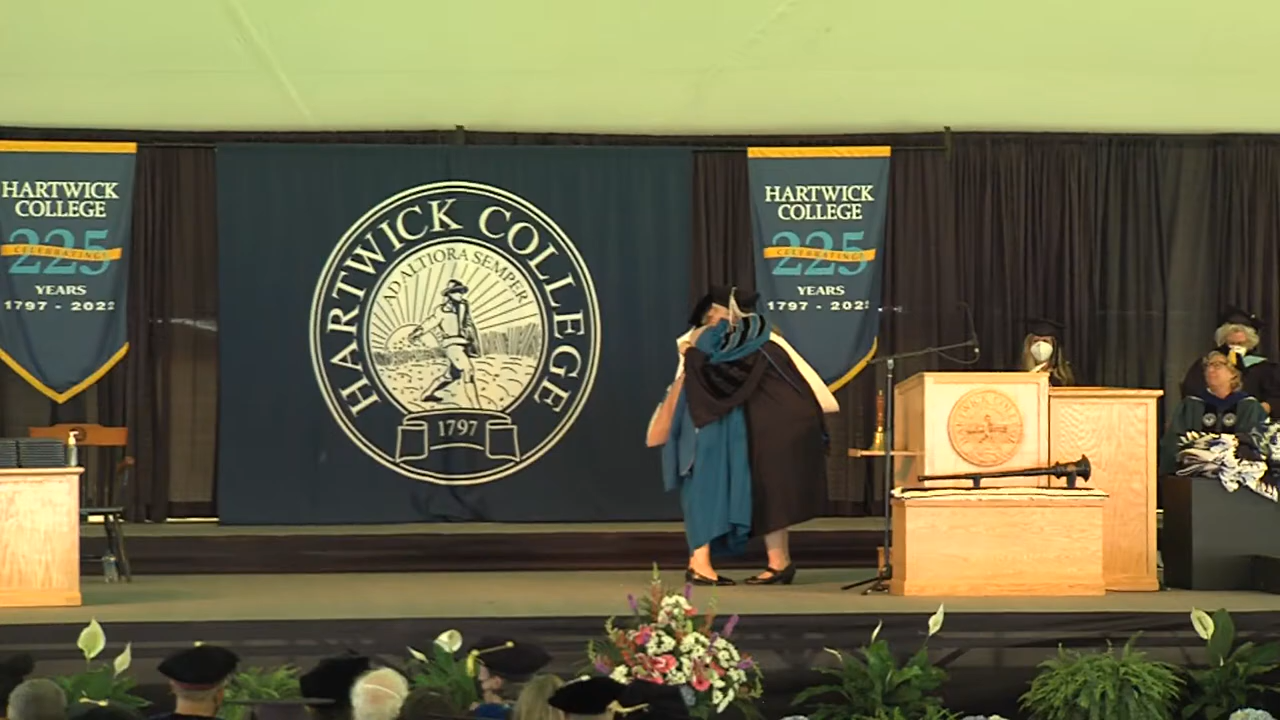 HARTWICK
COLLEGE
225
CELEBRATING!
YEARS
1797 - 2022
HARTWICK COLLEGE
AD ALTIORA SEMPER
1797
HARTWICK
COLLEGE
225
CELEBRATING!
YEARS
1797 - 202